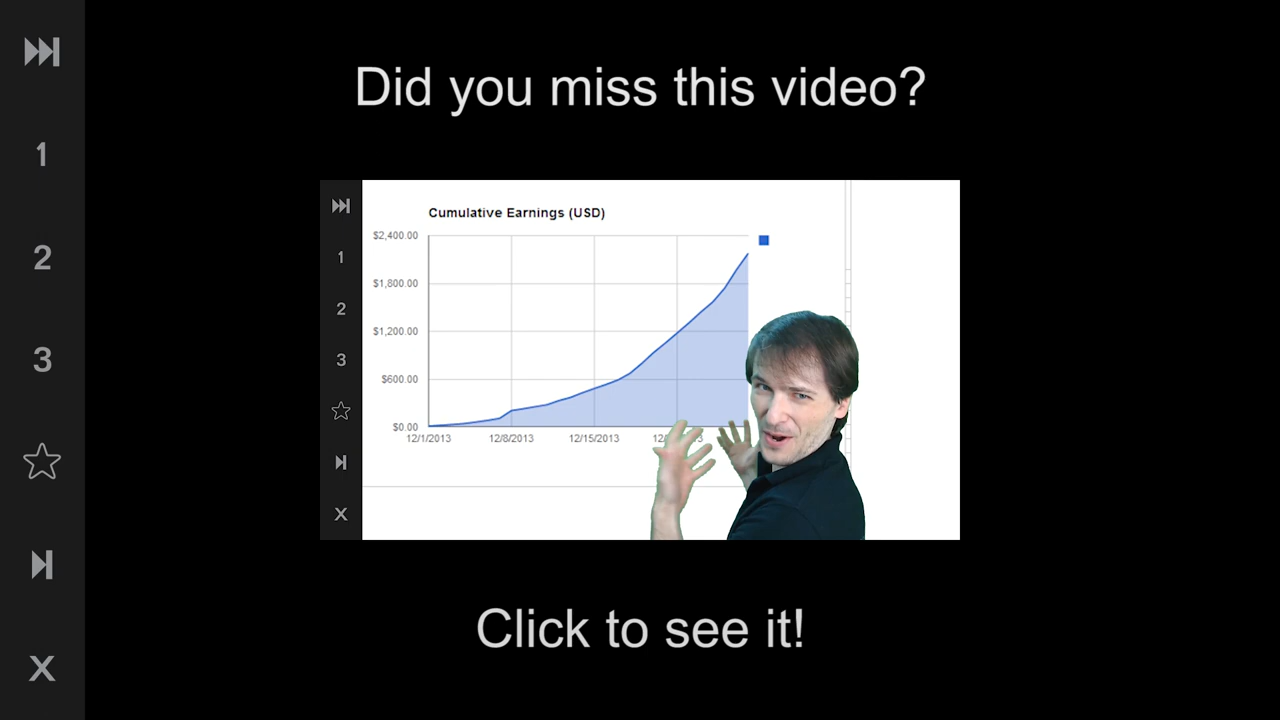 Did you miss this video?
1
2
3
X
Cumulative Earnings (USD)
$2,400.00
$1,800.00
$1,200.00
$600.00
$0.00
12/1/2013
12/8/2013
12/15/2013
1
2
3
X
Click to see it!